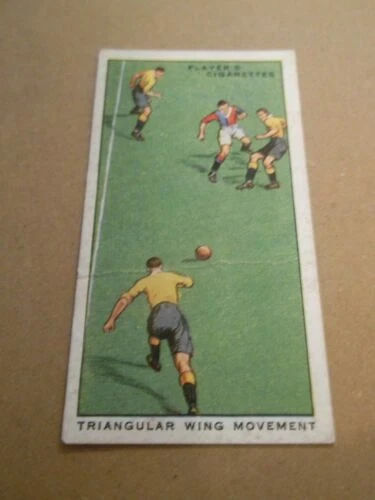 PLAYER'S
CIGARETTES
TRIANGULAR WING MOVEMENT